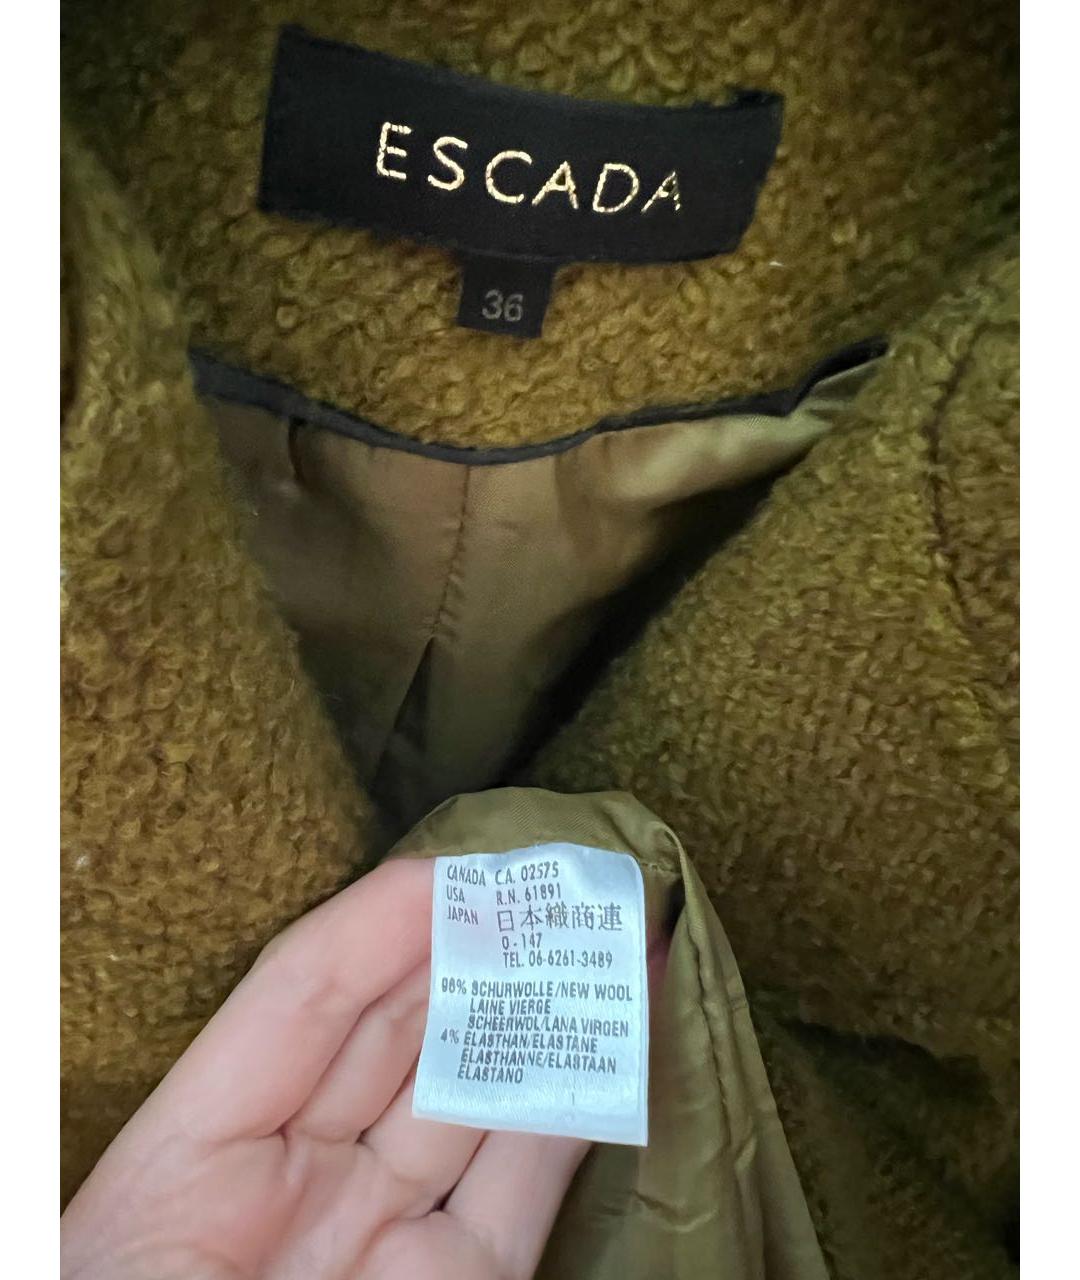 ESCADA
36
CANADA C.A. 02575
USA R.N. 61891
JAPAN 日本織商連
0-147
TEL. 06-6261-3489
96% SCHURWOLLE/NEW WOOL
LAINE VIERGE
SCHEERWOL/LANA VIRGEN
4% ELASTHAN/ELASTANE
ELASTHANNE/ELASTAAN
ELASTANO